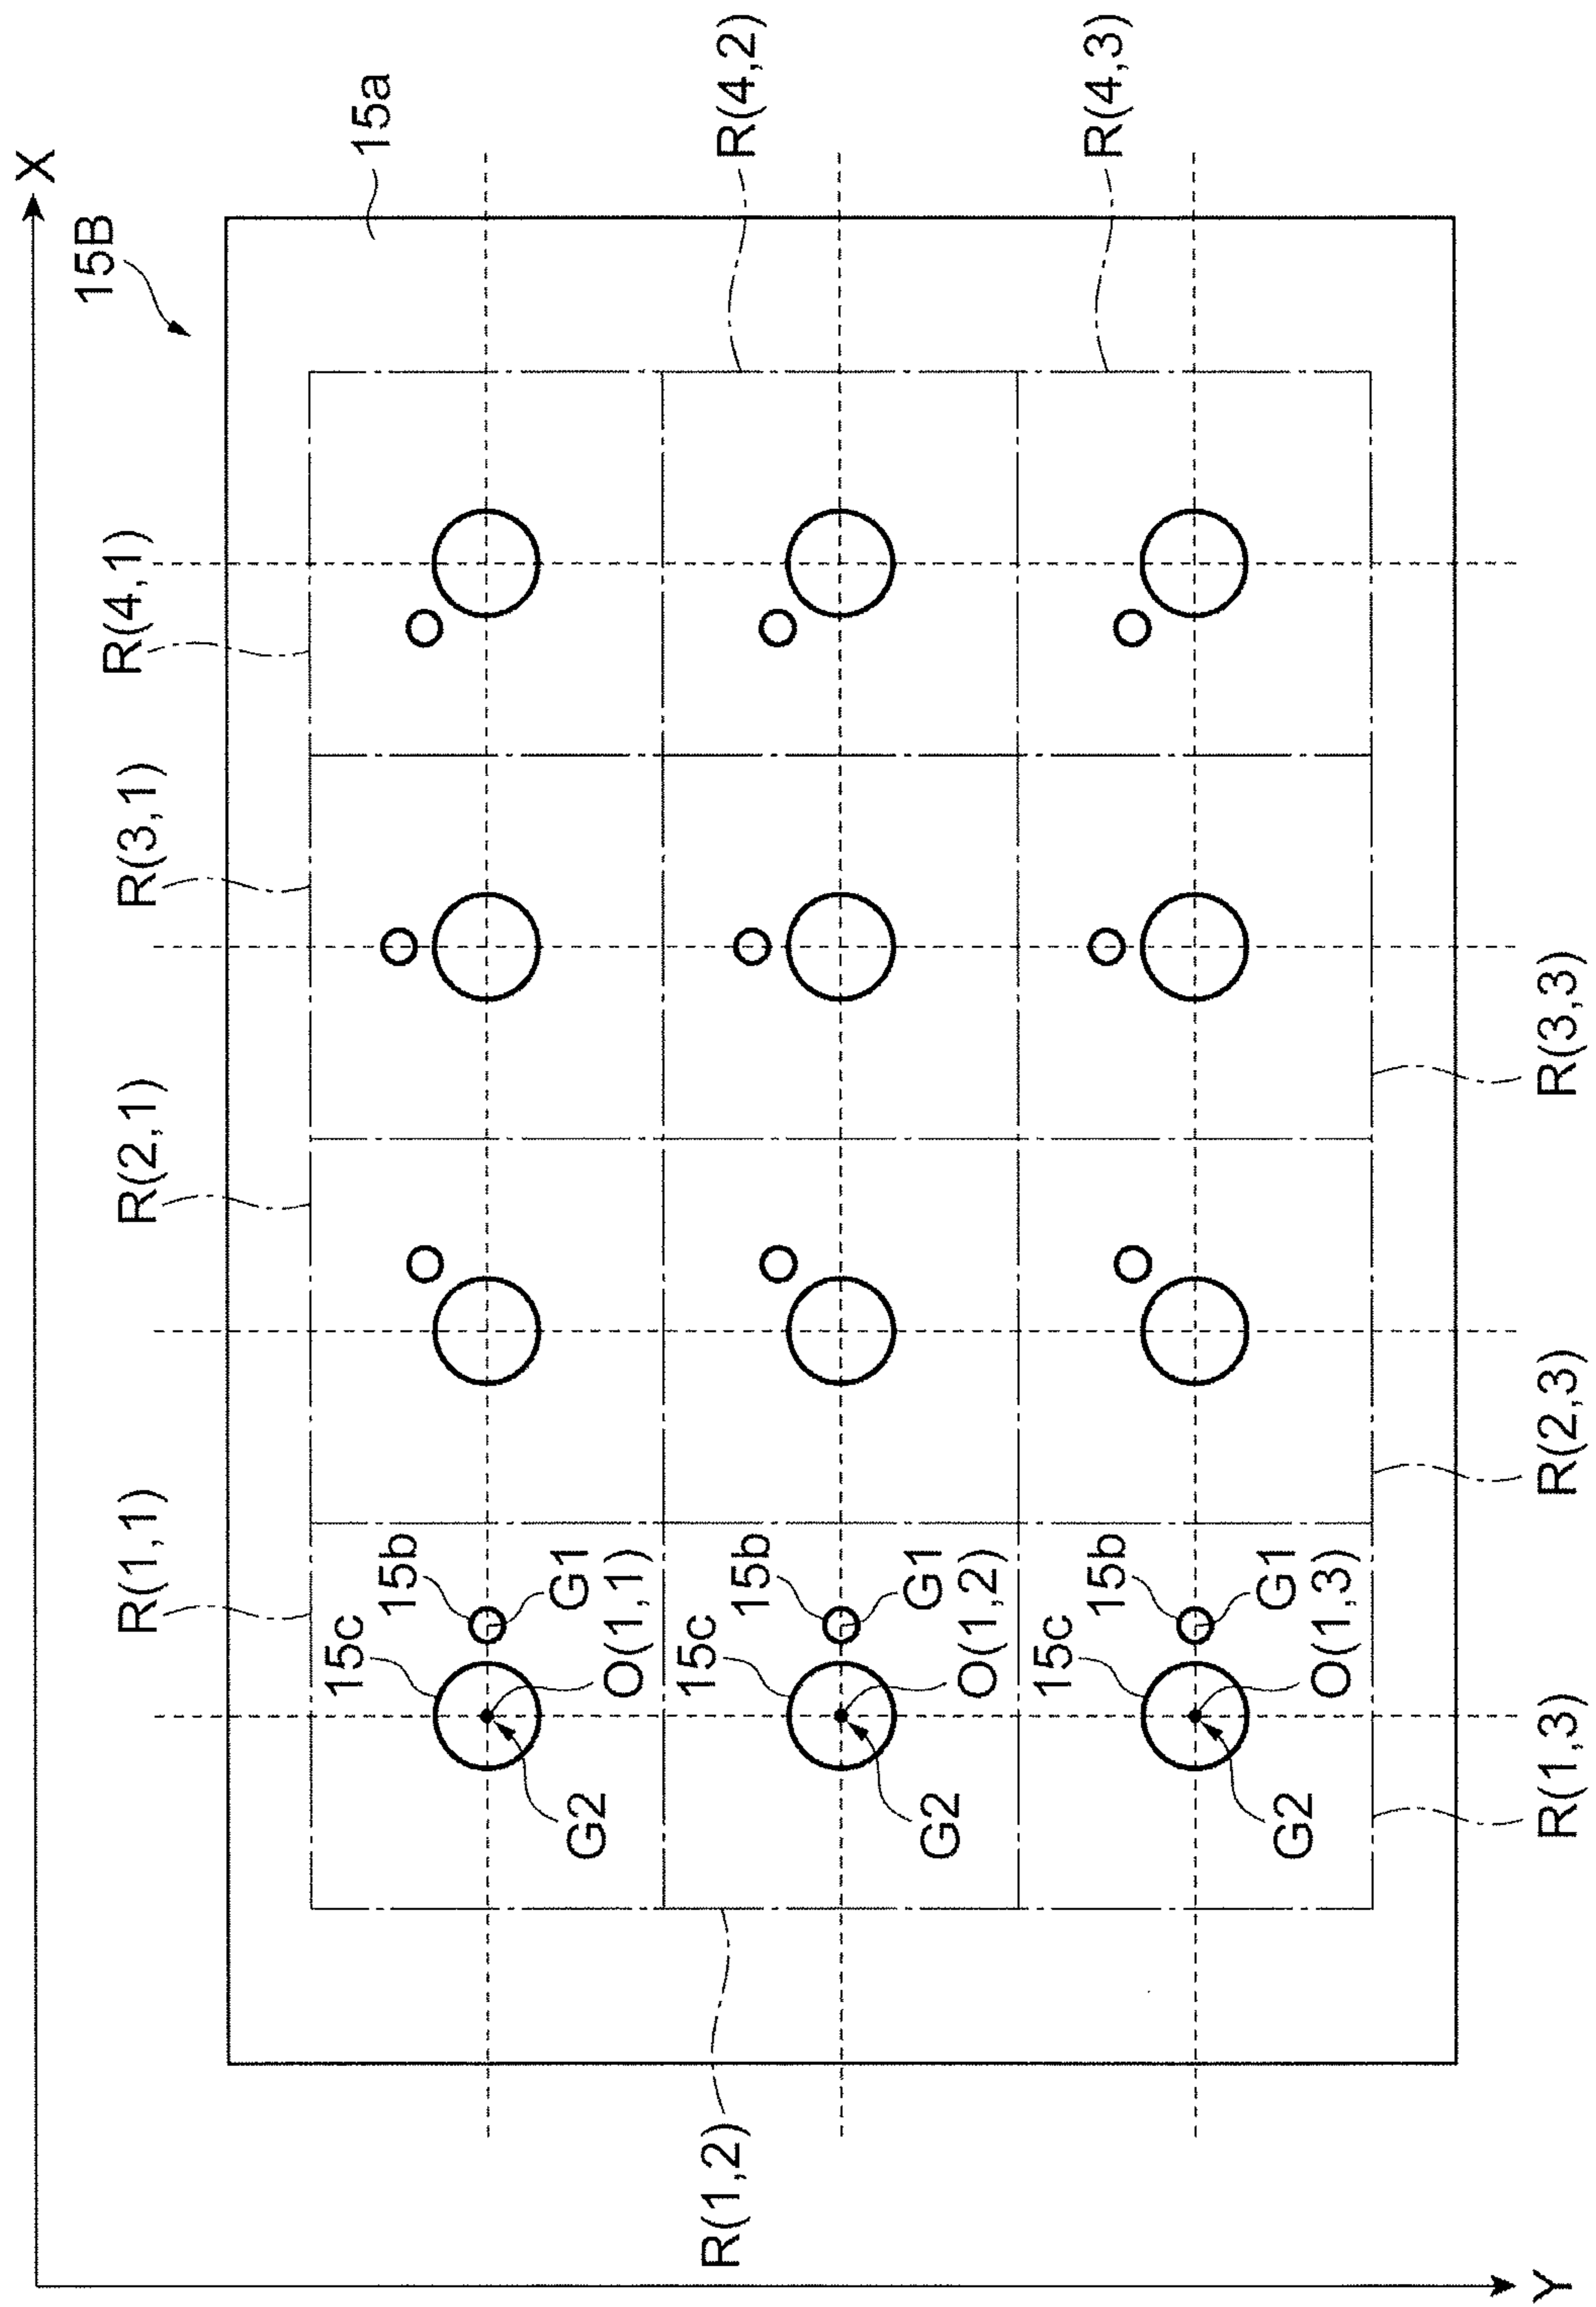 X
15B
15a
R(1,1)
R(2,1)
R(3,1)
R(4,1)
15c
15b
G1
O(1,1)
G2
R(1,2)
15c
15b
G1
O(1,2)
G2
R(4,2)
15c
15b
G1
O(1,3)
G2
R(4,3)
R(1,3)
R(2,3)
R(3,3)
Y